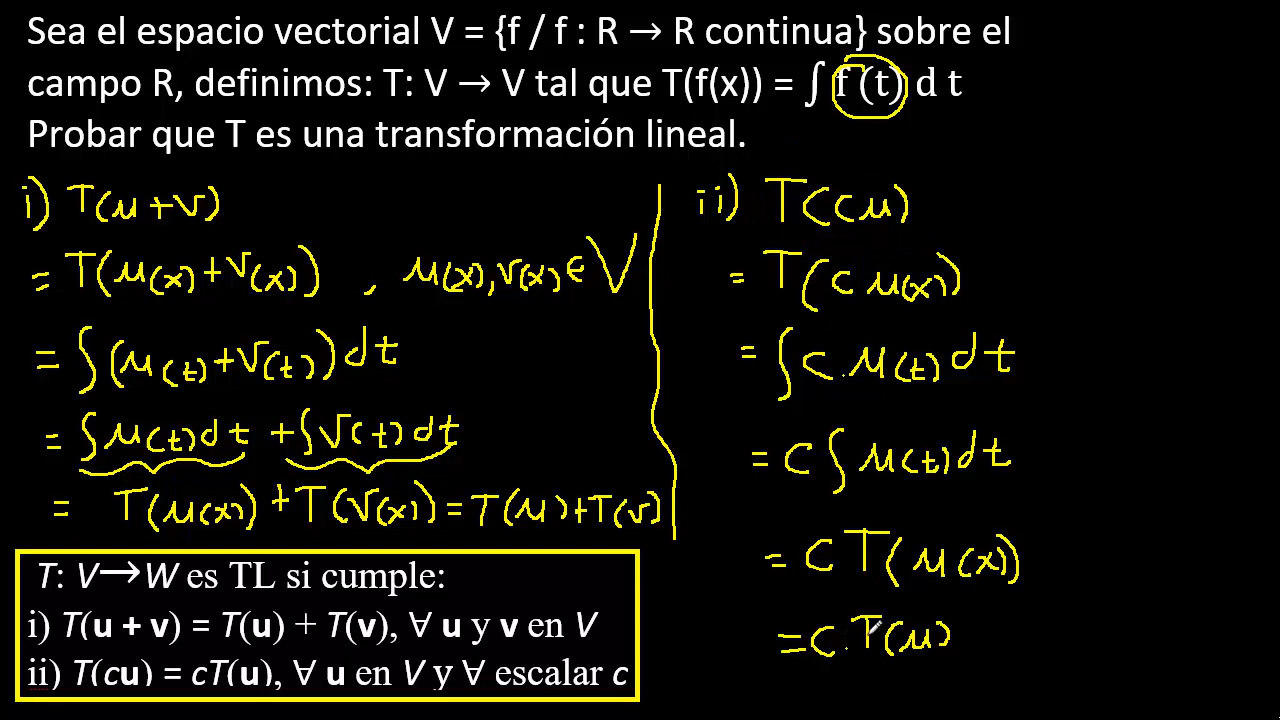 Sea el espacio vectorial V = {f / f : R → R continua} sobre el
campo R, definimos: T: V → V tal que T(f(x)) = ∫ f (t) d t
Probar que T es una transformación lineal.
i) T(u + v)
= T(u(x) + v(x)) , u(x), v(x) ∈ V
= ∫ (u(t) + v(t)) dt
= ∫ u(t) dt + ∫ v(t) dt
= T(u(x)) + T(v(x)) = T(u) + T(v)
ii) T(cu)
= T(c u(x))
= ∫ c . u(t) dt
= c ∫ u(t) dt
= c T(u(x))
= c . T(u)
T: V→W es TL si cumple:
i) T(u + v) = T(u) + T(v), ∀ u y v en V
ii) T(cu) = cT(u), ∀ u en V y ∀ escalar c